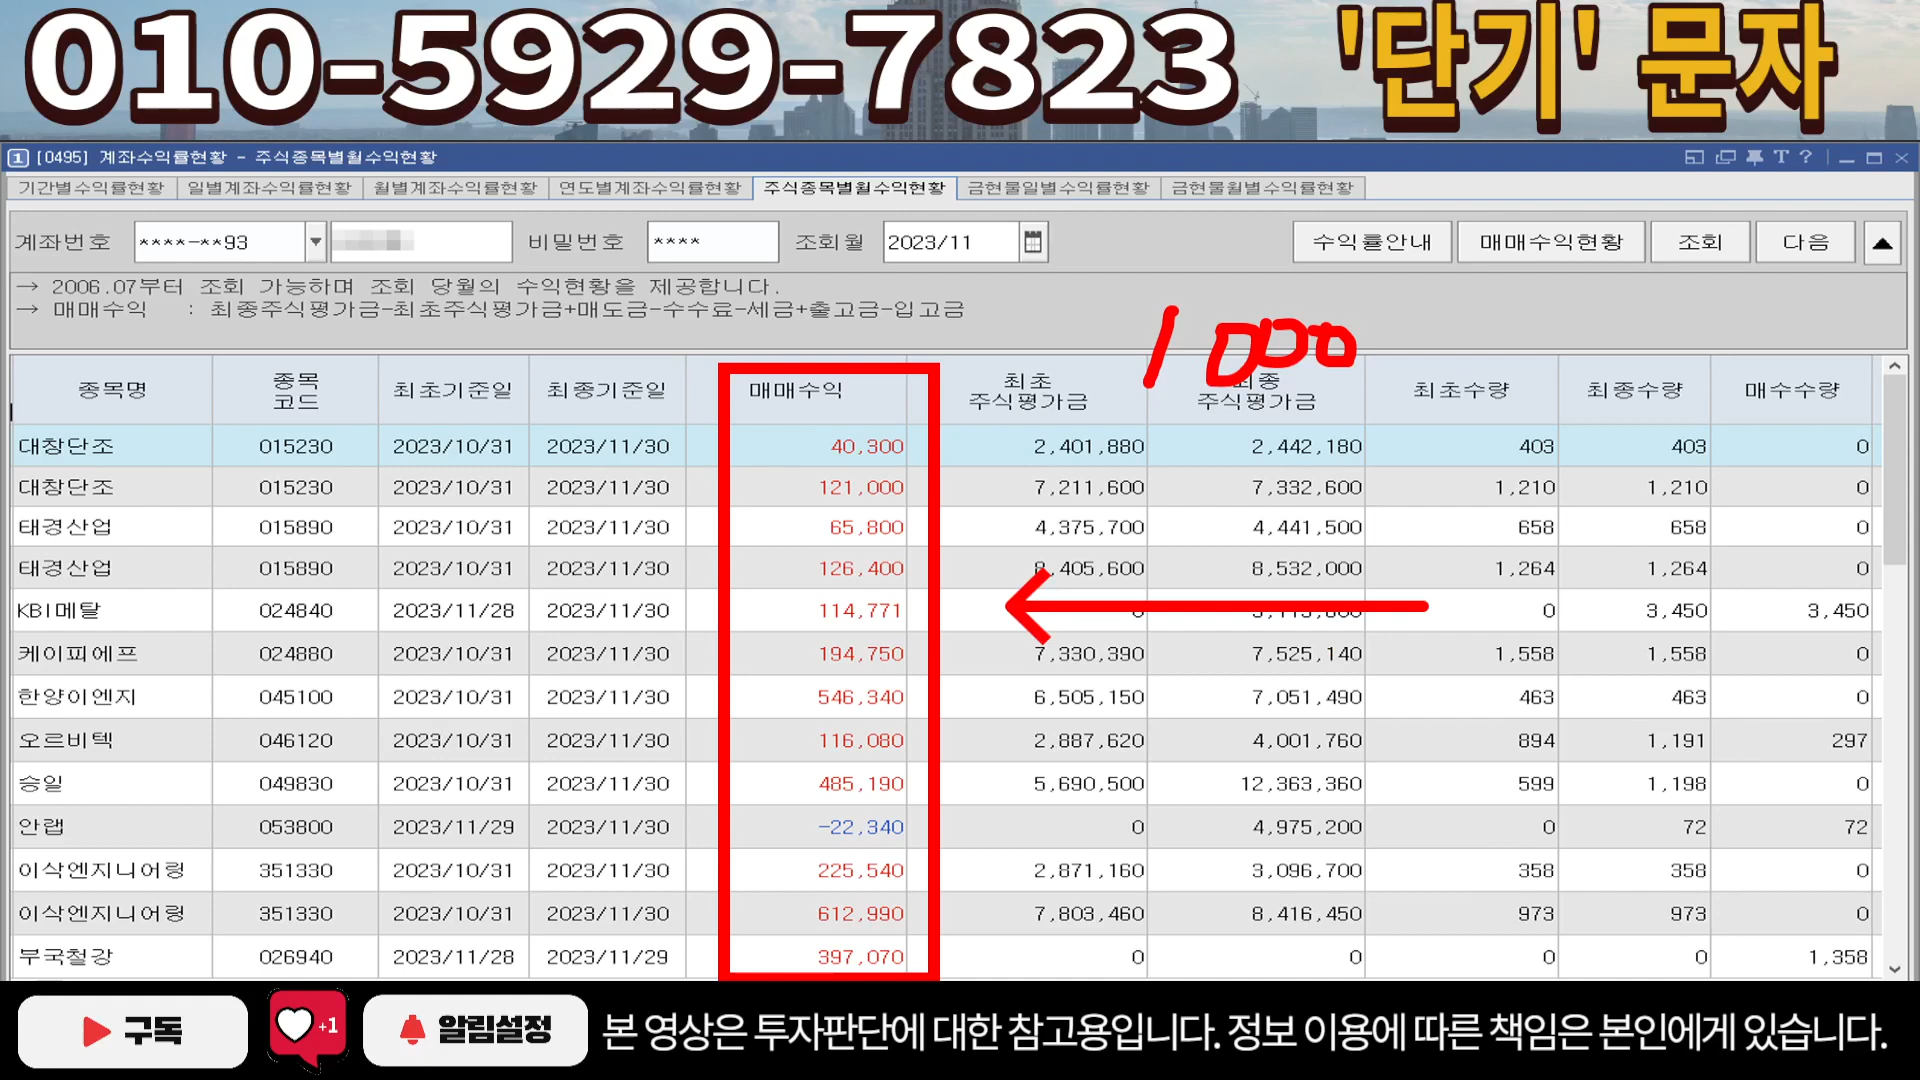 010-5929-7823 '단기' 문자
1 [0495] 계좌수익률현황 - 주식종목별월수익현황
기간별수익률현황 일별계좌수익률현황 월별계좌수익률현황 연도별계좌수익률현황 주식종목별월수익현황 금현물일별수익률현황 금현물월별수익률현황
계좌번호 ****-**93 비밀번호 **** 조회월 2023/11 수익률안내 매매수익현황 조회 다음
→ 2006.07부터 조회 가능하며 조회 당월의 수익현황을 제공합니다.
→ 매매수익 : 최종주식평가금-최초주식평가금+매도금-수수료-세금+출고금-입고금
1000
종목명 종목코드 최초기준일 최종기준일 매매수익 최초주식평가금 최종주식평가금 최초수량 최종수량 매수수량
대창단조 015230 2023/10/31 2023/11/30 40,300 2,401,880 2,442,180 403 403 0
대창단조 015230 2023/10/31 2023/11/30 121,000 7,211,600 7,332,600 1,210 1,210 0
태경산업 015890 2023/10/31 2023/11/30 65,800 4,375,700 4,441,500 658 658 0
태경산업 015890 2023/10/31 2023/11/30 126,400 8,405,600 8,532,000 1,264 1,264 0
KBI메탈 024840 2023/11/28 2023/11/30 114,771 0 0 3,450 3,450
케이피에프 024880 2023/10/31 2023/11/30 194,750 7,330,390 7,525,140 1,558 1,558 0
한양이엔지 045100 2023/10/31 2023/11/30 546,340 6,505,150 7,051,490 463 463 0
오르비텍 046120 2023/10/31 2023/11/30 116,080 2,887,620 4,001,760 894 1,191 297
승일 049830 2023/10/31 2023/11/30 485,190 5,690,500 12,363,360 599 1,198 0
안랩 053800 2023/11/29 2023/11/30 -22,340 0 4,975,200 0 72 72
이삭엔지니어링 351330 2023/10/31 2023/11/30 225,540 2,871,160 3,096,700 358 358 0
이삭엔지니어링 351330 2023/10/31 2023/11/30 612,990 7,803,460 8,416,450 973 973 0
부국철강 026940 2023/11/28 2023/11/29 397,070 0 0 0 0 1,358
구독 +1 알림설정 본 영상은 투자판단에 대한 참고용입니다. 정보 이용에 따른 책임은 본인에게 있습니다.